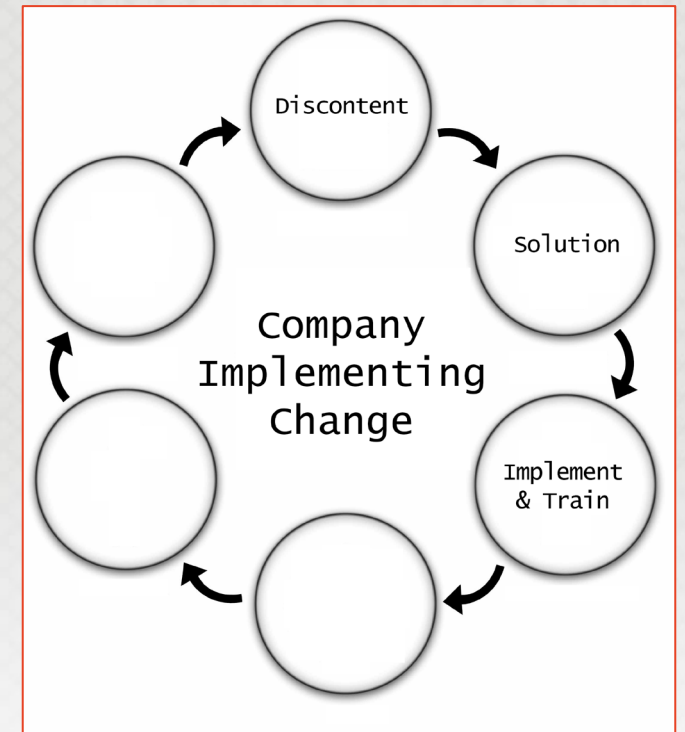 Discontent
Solution
Company
Implementing
Change
Implement
& Train